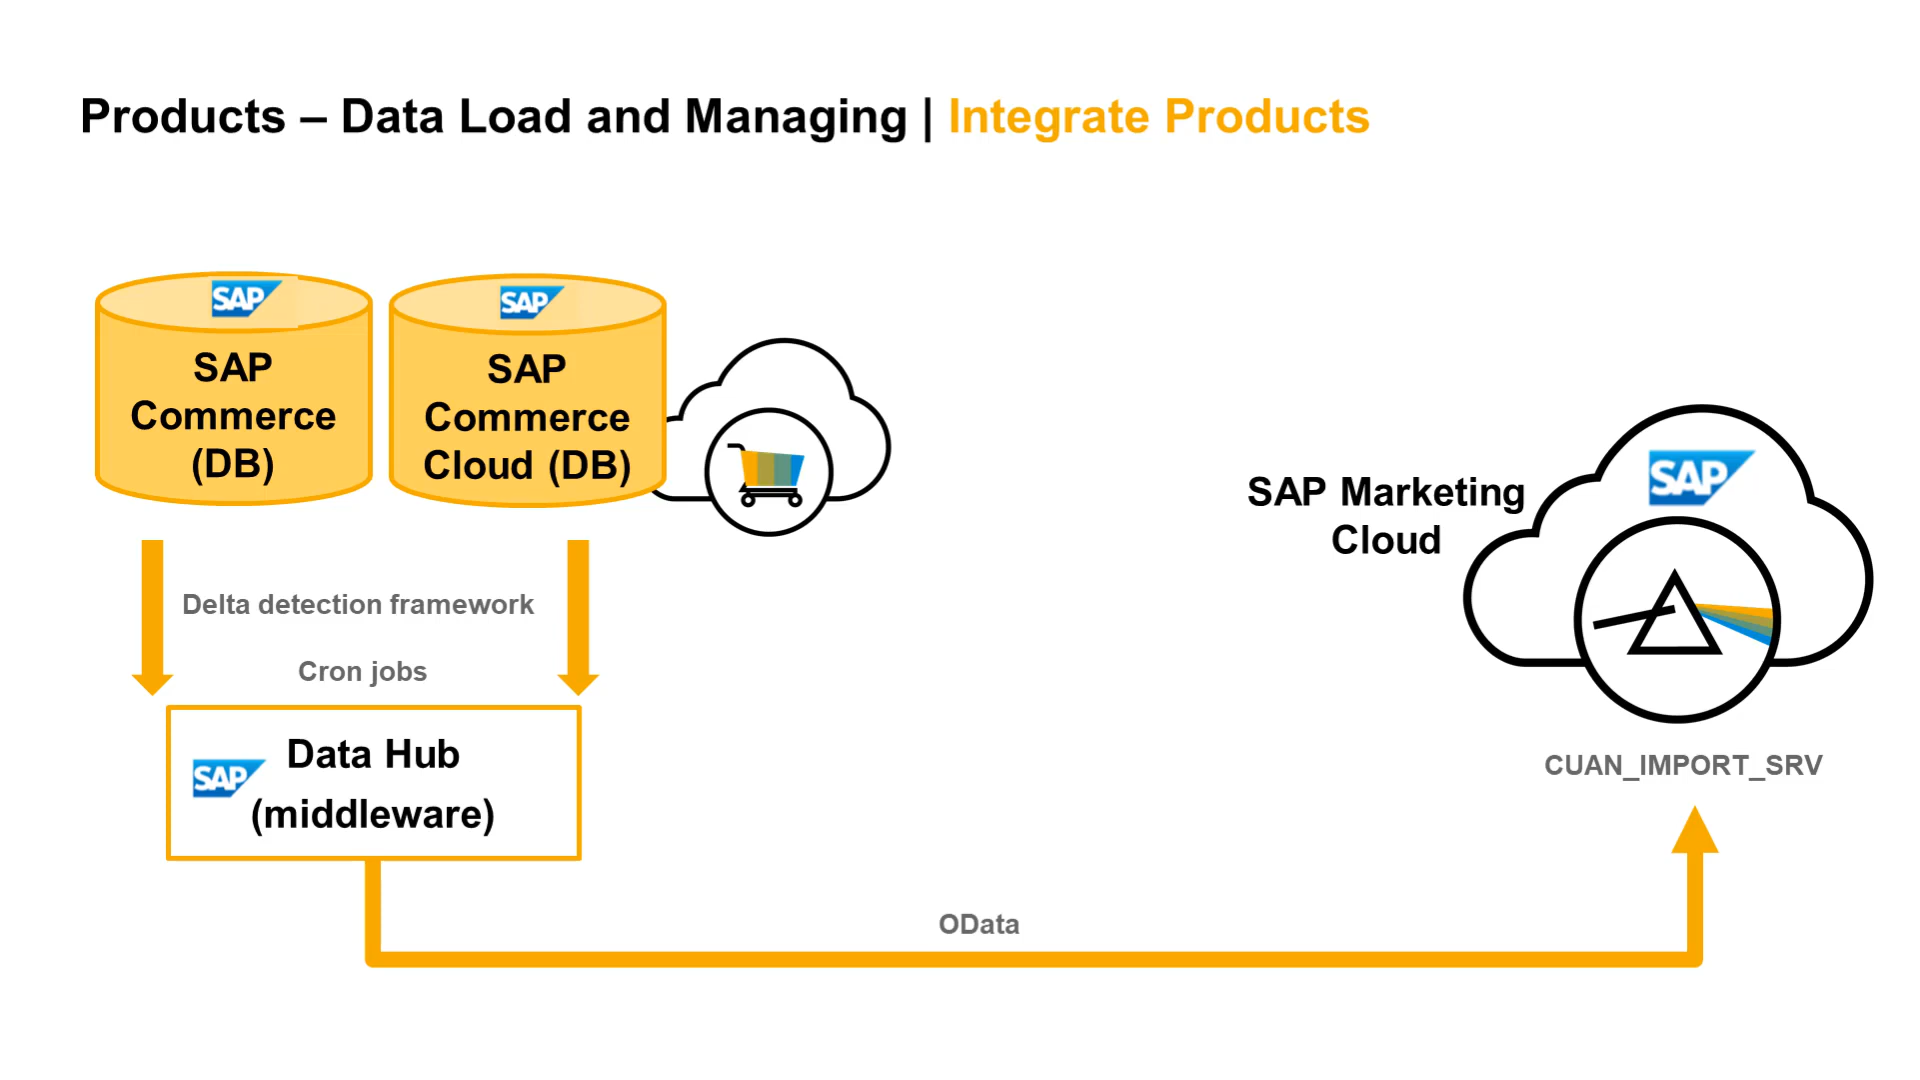 Products – Data Load and Managing | Integrate Products
SAP
SAP
Commerce
(DB)
SAP
SAP
Commerce
Cloud (DB)
SAP
SAP Marketing
Cloud
Delta detection framework
Cron jobs
SAP
Data Hub
(middleware)
CUAN_IMPORT_SRV
OData